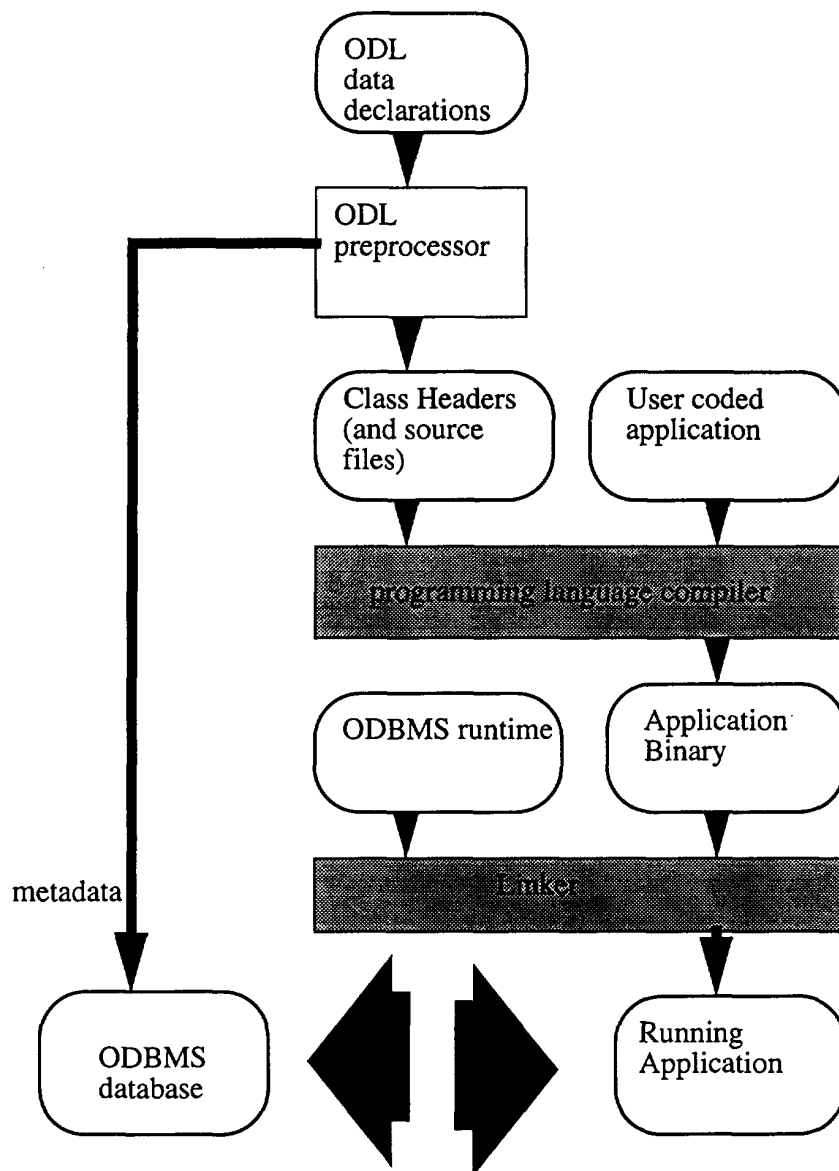 ODL
data
declarations
ODL
preprocessor
Class Headers
(and source
files)
User coded
application
programming language compiler
ODBMS runtime
Application
Binary
Linker
metadata
ODBMS
database
Running
Application